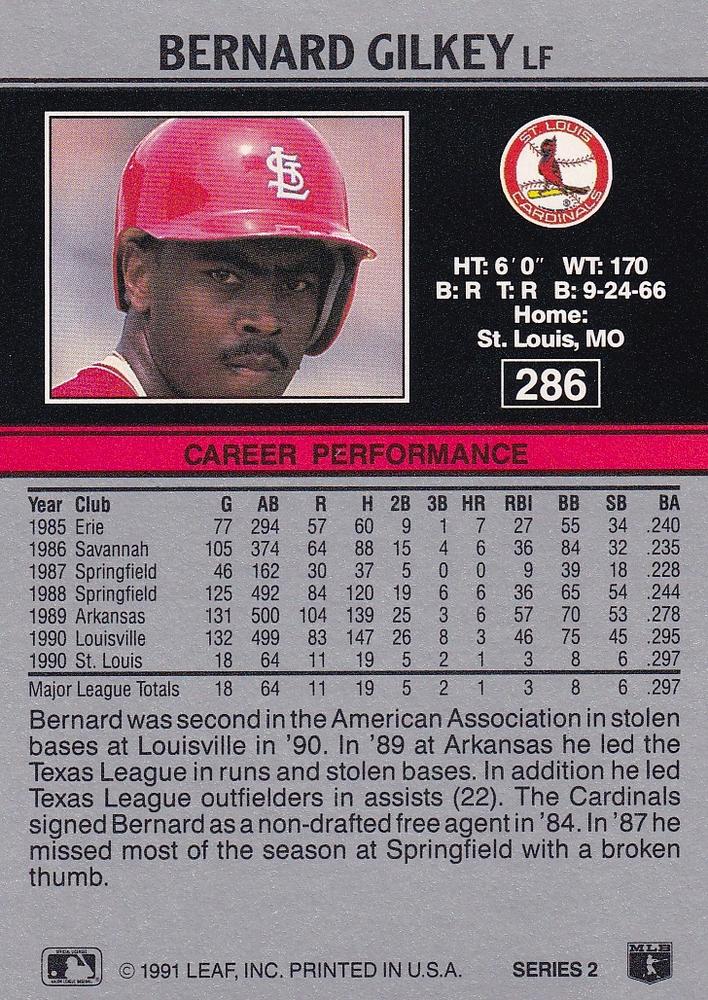 BERNARD GILKEY LF
StL
ST. LOUIS
CARDINALS
HT: 6'0" WT: 170
B: R T: R B: 9-24-66
Home:
St. Louis, MO
286
CAREER PERFORMANCE
Year Club G AB R H 2B 3B HR RBI BB SB BA
1985 Erie 77 294 57 60 9 1 7 27 55 34 .240
1986 Savannah 105 374 64 88 15 4 6 36 84 32 .235
1987 Springfield 46 162 30 37 5 0 0 9 39 18 .228
1988 Springfield 125 492 84 120 19 6 6 36 65 54 .244
1989 Arkansas 131 500 104 139 25 3 6 57 70 53 .278
1990 Louisville 132 499 83 147 26 8 3 46 75 45 .295
1990 St. Louis 18 64 11 19 5 2 1 3 8 6 .297
Major League Totals 18 64 11 19 5 2 1 3 8 6 .297
Bernard was second in the American Association in stolen
bases at Louisville in '90. In '89 at Arkansas he led the
Texas League in runs and stolen bases. In addition he led
Texas League outfielders in assists (22). The Cardinals
signed Bernard as a non-drafted free agent in '84. In '87 he
missed most of the season at Springfield with a broken
thumb.
© 1991 LEAF, INC. PRINTED IN U.S.A. SERIES 2
MLB